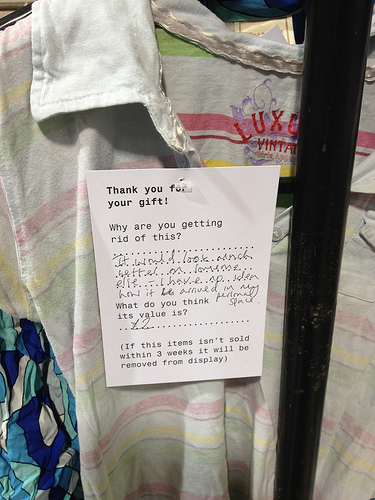 LUXU
VINTA
Thank you for
your gift!
Why are you getting
rid of this?
It would look much
better on someone
else - I have no idea
how it arrived in my
personal
space.
What do you think
its value is?
£2
(If this items isn't sold
within 3 weeks it will be
removed from display)